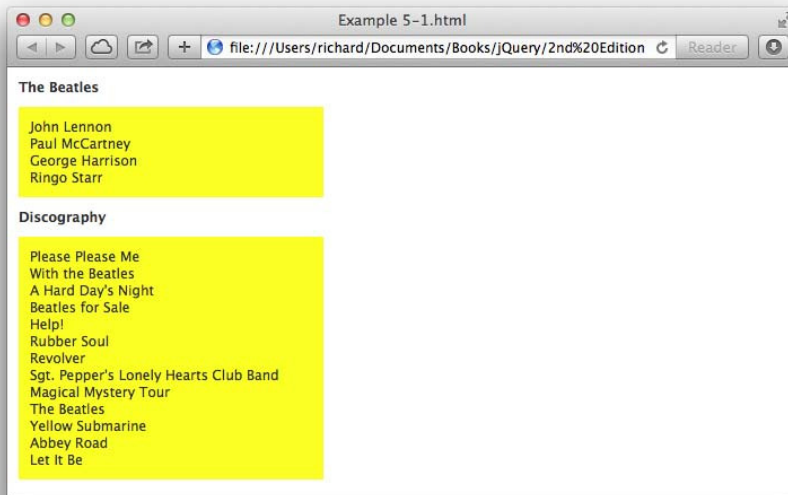 Example 5-1.html
+ file:///Users/richard/Documents/Books/jQuery/2nd%20Edition Reader
The Beatles
John Lennon
Paul McCartney
George Harrison
Ringo Starr
Discography
Please Please Me
With the Beatles
A Hard Day's Night
Beatles for Sale
Help!
Rubber Soul
Revolver
Sgt. Pepper's Lonely Hearts Club Band
Magical Mystery Tour
The Beatles
Yellow Submarine
Abbey Road
Let It Be